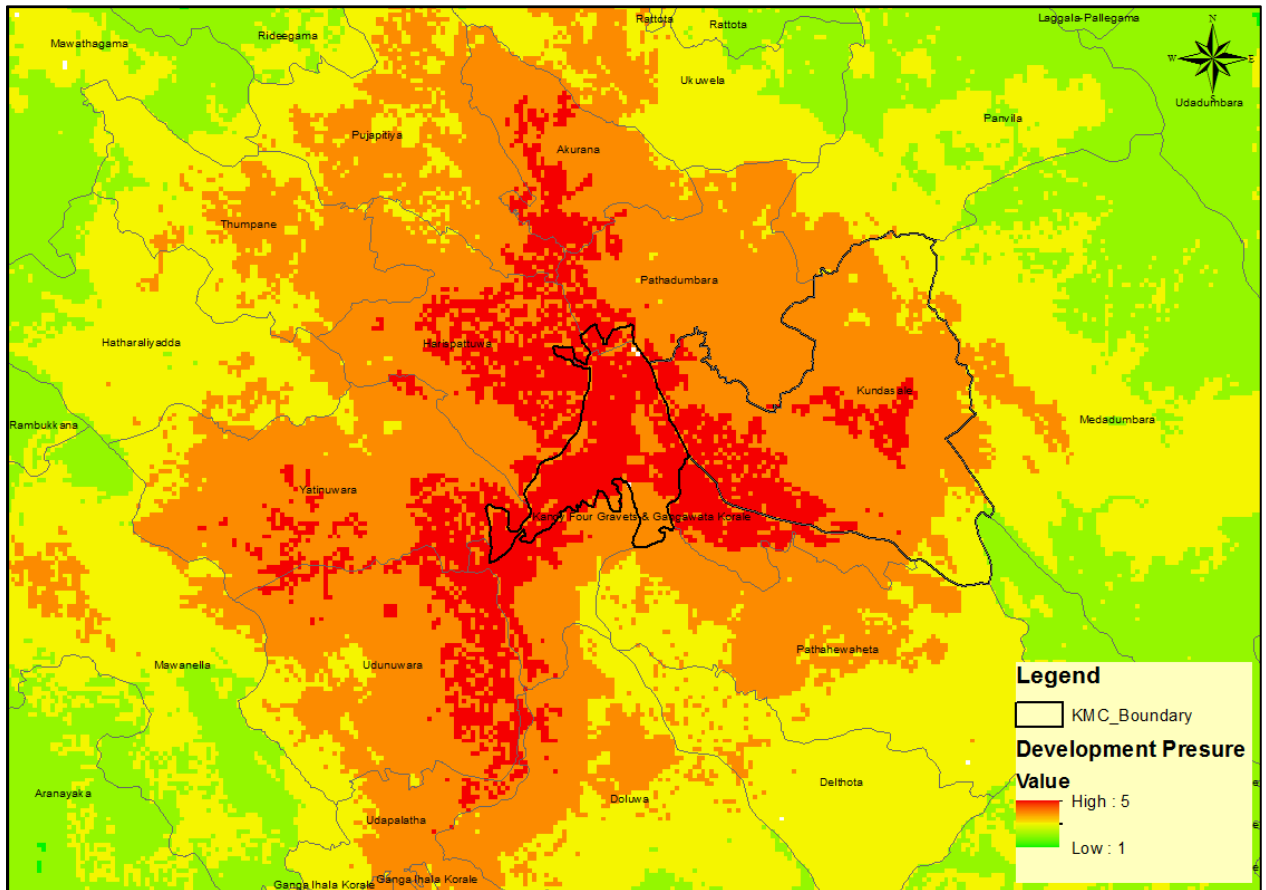 Rattota
Rattota
Laggala-Pallegama
Mawathagama
Rideegama
N
W
E
S
Ukuwela
Udadumbara
Panvila
Pujapitiya
Akurana
Thumpane
Pathadumbara
Hatharaliyadda
Harispattuwa
Kundasale
Medadumbara
Rambukkana
Yatinuwara
Kandy Four Gravets & Gangawata Korale
Pathahewaheta
Mawanella
Udunuwara
Legend
KMC_Boundary
Development Presure
Value
High : 5
Low : 1
Aranayaka
Doluwa
Delthota
Udapalatha
Ganga Ihala Korale
Ganga Ihala Korale